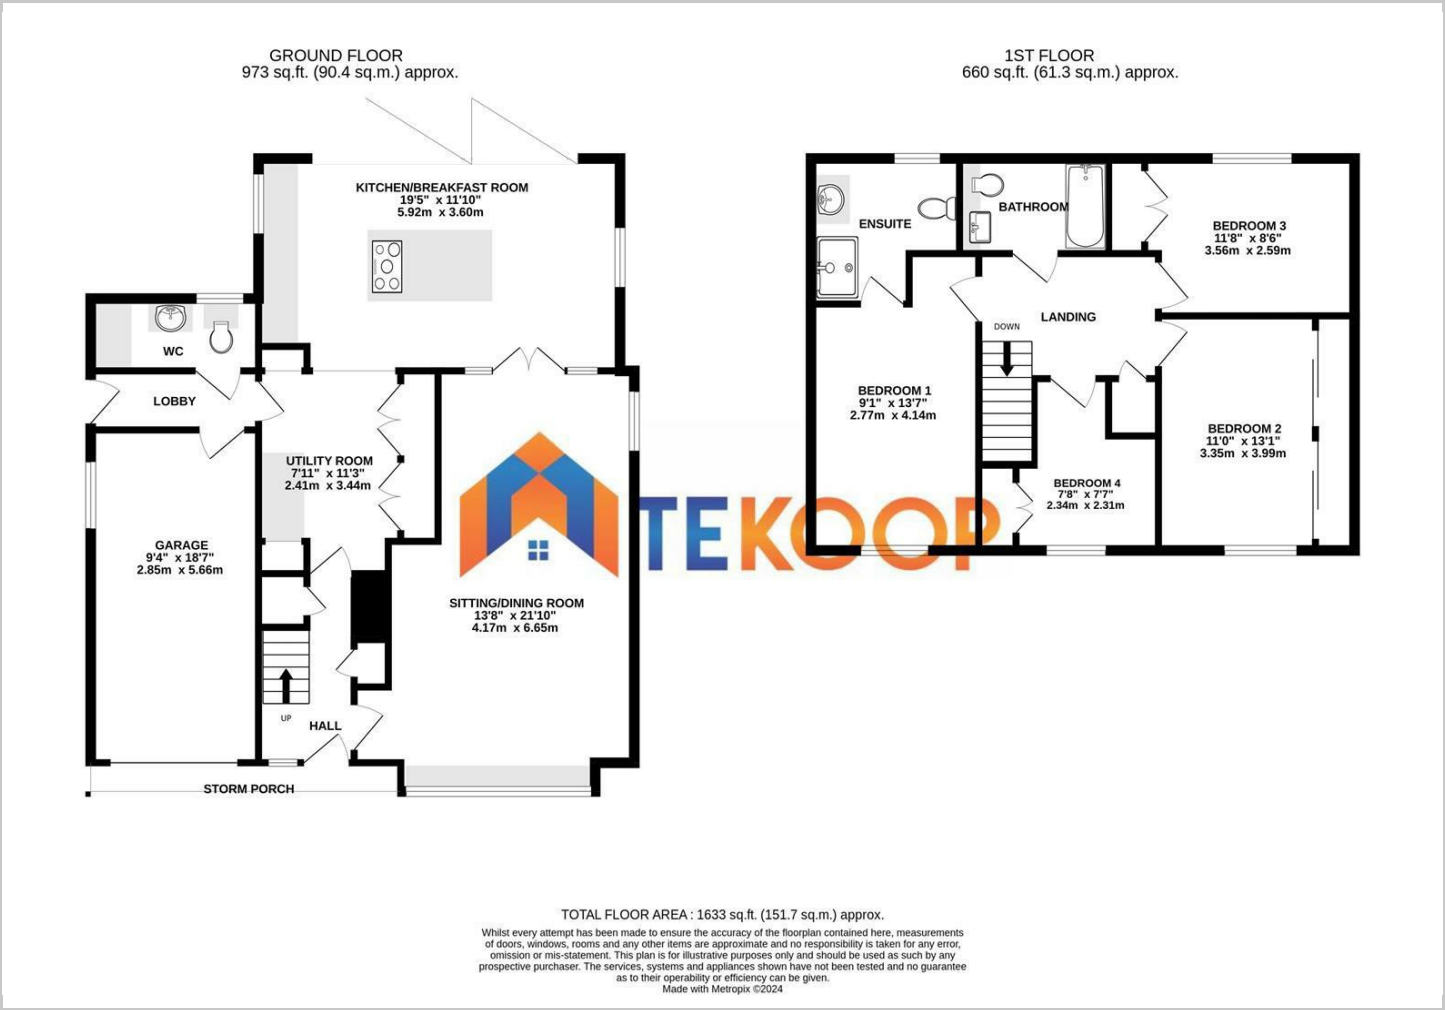 GROUND FLOOR
973 sq.ft. (90.4 sq.m.) approx.
KITCHEN/BREAKFAST ROOM
19'5" x 11'10"
5.92m x 3.60m
WC
LOBBY
UTILITY ROOM
7'11" x 11'3"
2.41m x 3.44m
GARAGE
9'4" x 18'7"
2.85m x 5.66m
SITTING/DINING ROOM
13'8" x 21'10"
4.17m x 6.65m
UP
HALL
STORM PORCH
TEKOOP
1ST FLOOR
660 sq.ft. (61.3 sq.m.) approx.
ENSUITE
BATHROOM
BEDROOM 3
11'8" x 8'6"
3.56m x 2.59m
LANDING
DOWN
BEDROOM 1
9'1" x 13'7"
2.77m x 4.14m
BEDROOM 2
11'0" x 13'1"
3.35m x 3.99m
BEDROOM 4
7'8" x 7'7"
2.34m x 2.31m
TOTAL FLOOR AREA : 1633 sq.ft. (151.7 sq.m.) approx.
Whilst every attempt has been made to ensure the accuracy of the floorplan contained here, measurements
of doors, windows, rooms and any other items are approximate and no responsibility is taken for any error,
omission or mis-statement. This plan is for illustrative purposes only and should be used as such by any
prospective purchaser. The services, systems and appliances shown have not been tested and no guarantee
as to their operability or efficiency can be given.
Made with Metropix ©2024